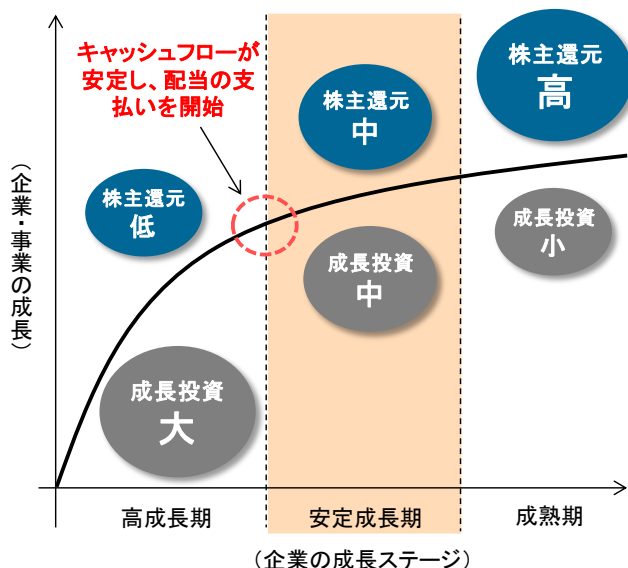 キャッシュフローが
安定し、配当の支
払いを開始
株主還元
高
株主還元
中
株主還元
低
成長投資
小
成長投資
中
成長投資
大
（企業・事業の成長）
高成長期
安定成長期
成熟期
（企業の成長ステージ）